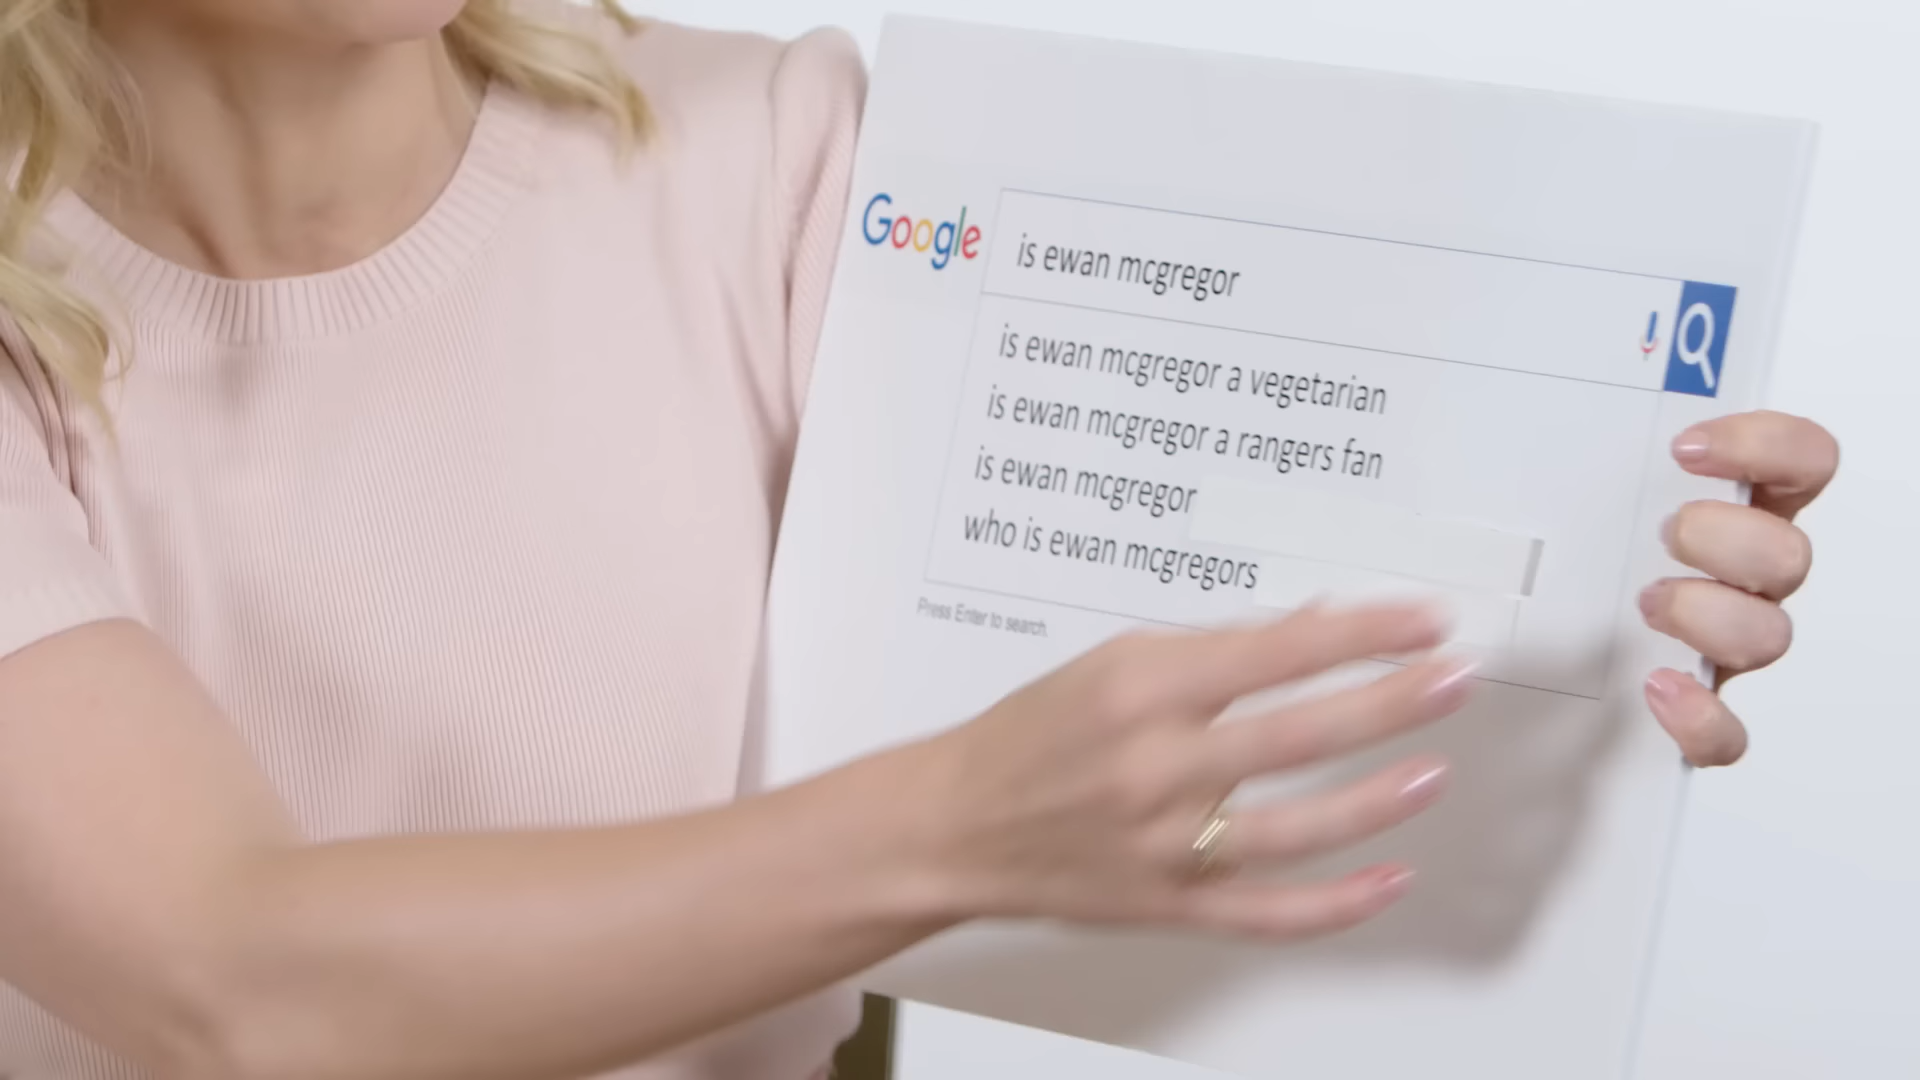 Google
is ewan mcgregor
is ewan mcgregor a vegetarian
is ewan mcgregor a rangers fan
is ewan mcgregor
who is ewan mcgregors
Press Enter to search.